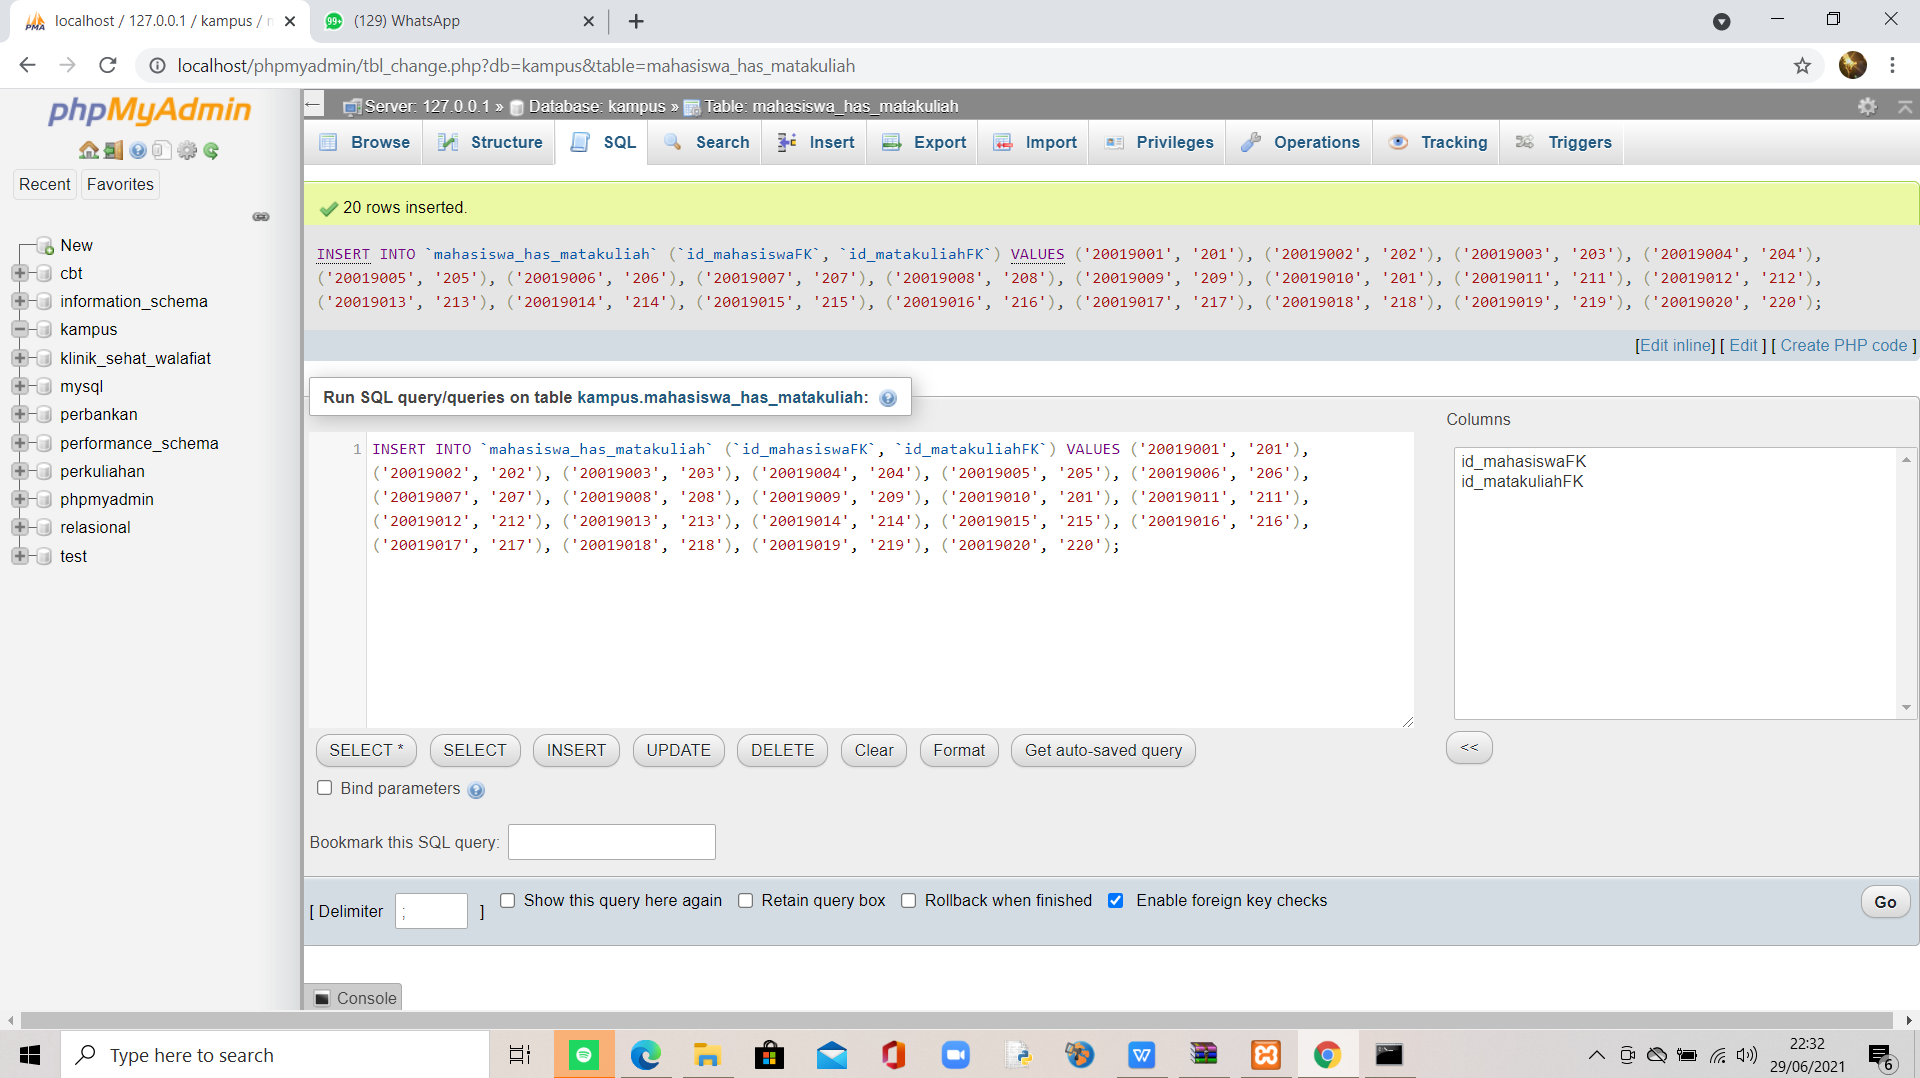 localhost / 127.0.0.1 / kampus / m
(129) WhatsApp
localhost/phpmyadmin/tbl_change.php?db=kampus&table=mahasiswa_has_matakuliah
phpMyAdmin
Recent Favorites
New
cbt
information_schema
kampus
klinik_sehat_walafiat
mysql
perbankan
performance_schema
perkuliahan
phpmyadmin
relasional
test
Server: 127.0.0.1 » Database: kampus » Table: mahasiswa_has_matakuliah
Browse Structure SQL Search Insert Export Import Privileges Operations Tracking Triggers
20 rows inserted.
INSERT INTO `mahasiswa_has_matakuliah` (`id_mahasiswaFK`, `id_matakuliahFK`) VALUES ('20019001', '201'), ('20019002', '202'), ('20019003', '203'), ('20019004', '204'),
('20019005', '205'), ('20019006', '206'), ('20019007', '207'), ('20019008', '208'), ('20019009', '209'), ('20019010', '201'), ('20019011', '211'), ('20019012', '212'),
('20019013', '213'), ('20019014', '214'), ('20019015', '215'), ('20019016', '216'), ('20019017', '217'), ('20019018', '218'), ('20019019', '219'), ('20019020', '220');
[Edit inline] [ Edit ] [ Create PHP code ]
Run SQL query/queries on table kampus.mahasiswa_has_matakuliah:
1 INSERT INTO `mahasiswa_has_matakuliah` (`id_mahasiswaFK`, `id_matakuliahFK`) VALUES ('20019001', '201'),
('20019002', '202'), ('20019003', '203'), ('20019004', '204'), ('20019005', '205'), ('20019006', '206'),
('20019007', '207'), ('20019008', '208'), ('20019009', '209'), ('20019010', '201'), ('20019011', '211'),
('20019012', '212'), ('20019013', '213'), ('20019014', '214'), ('20019015', '215'), ('20019016', '216'),
('20019017', '217'), ('20019018', '218'), ('20019019', '219'), ('20019020', '220');
Columns
id_mahasiswaFK
id_matakuliahFK
SELECT * SELECT INSERT UPDATE DELETE Clear Format Get auto-saved query
<<
Bind parameters
Bookmark this SQL query:
[ Delimiter ; ] Show this query here again Retain query box Rollback when finished Enable foreign key checks
Go
Console
Type here to search
22:32
29/06/2021
6